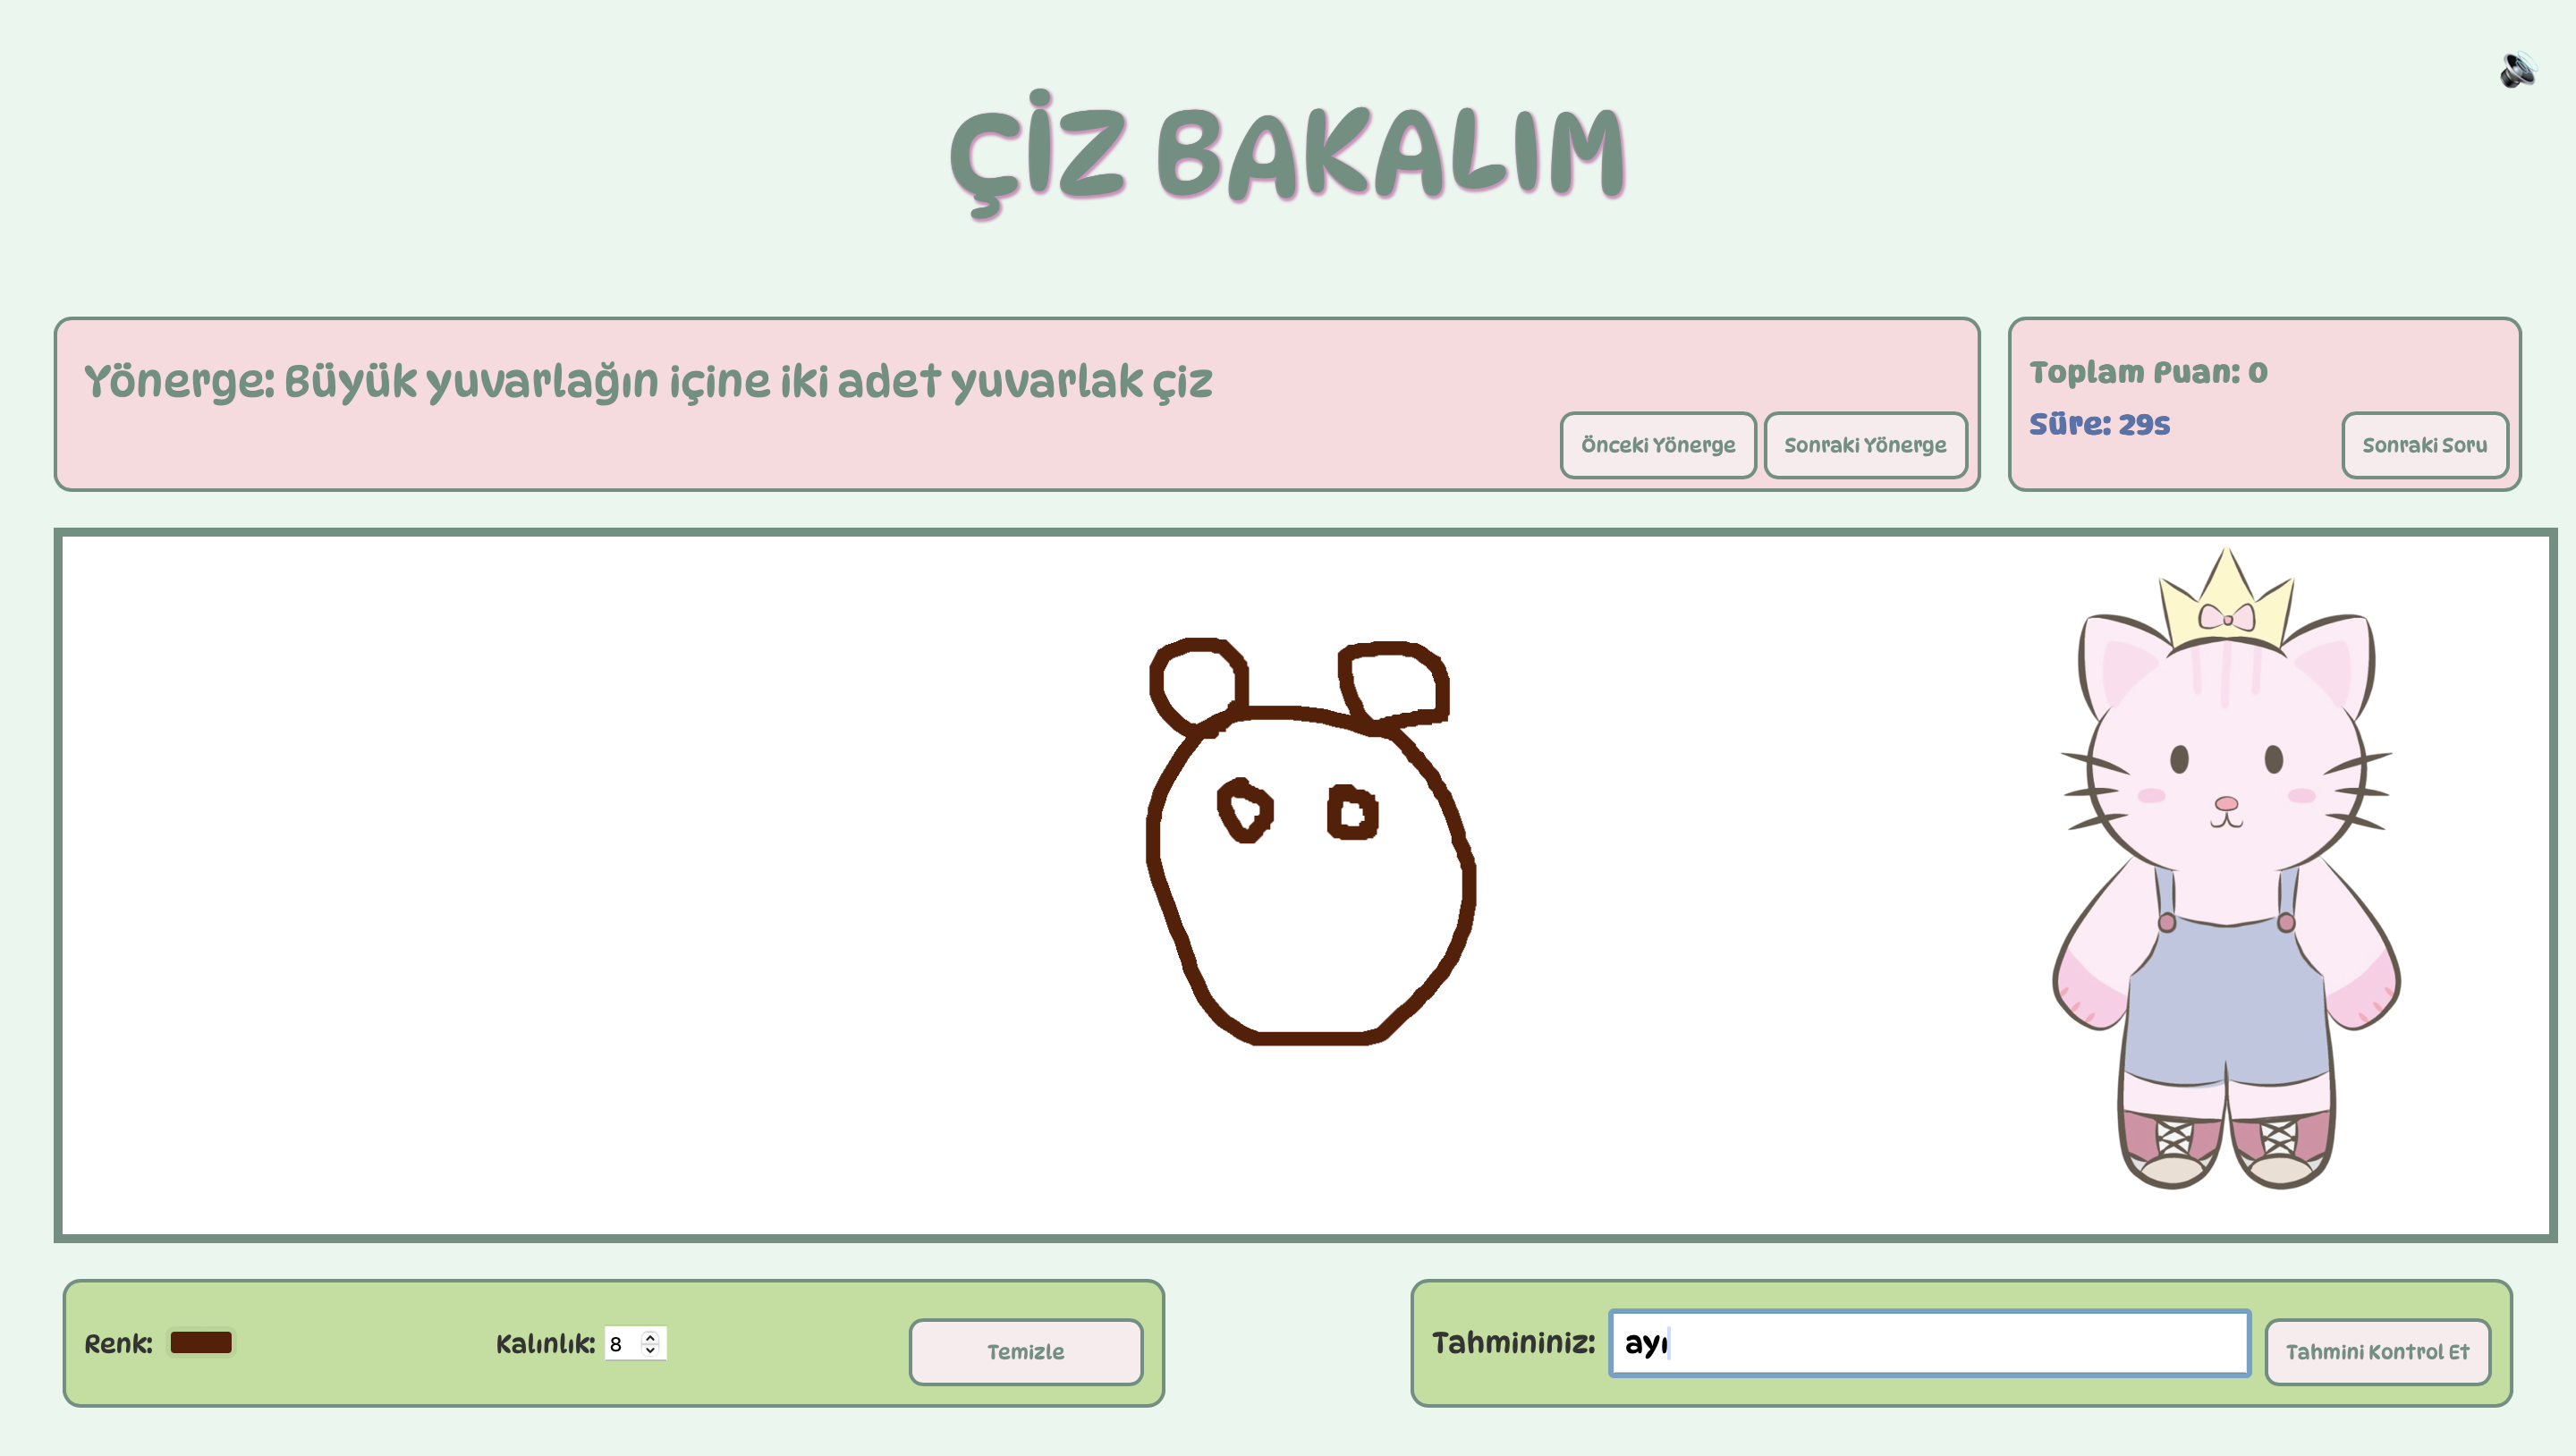 ÇİZ BAKALIM
Yönerge: Büyük yuvarlağın içine iki adet yuvarlak çiz
Önceki Yönerge
Sonraki Yönerge
Toplam Puan: 0
Süre: 29s
Sonraki Soru
Renk:
Kalınlık: 8
Temizle
Tahmininiz: ayı
Tahmini Kontrol Et